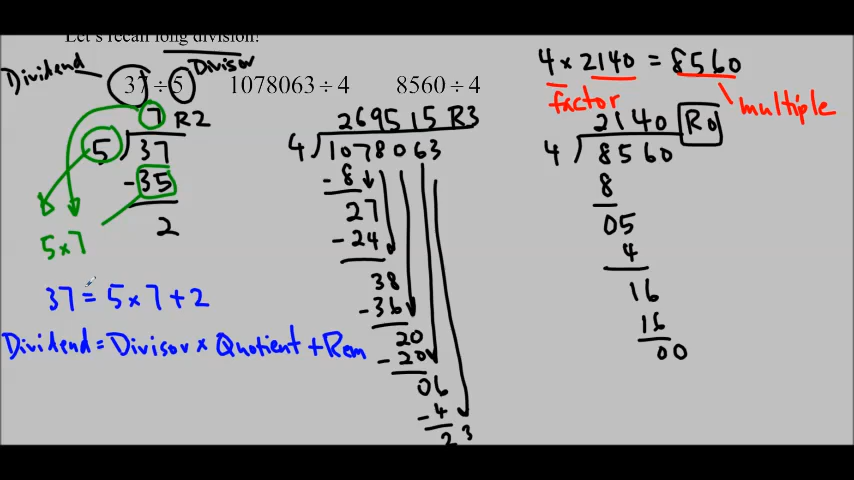 Let's recall long division!
Dividend
37 ÷ 5
Divisor
1078063 ÷ 4
8560 ÷ 4
7 R2
5 ) 37
-35
2
5 × 7
37 = 5 × 7 + 2
Dividend = Divisor × Quotient + Rem
269515 R3
4 ) 1078063
-8
27
-24
38
-36
20
-20
06
-4
23
4 × 2140 = 8560
factor
multiple
2140 R0
4 ) 8560
8
05
4
16
16
00